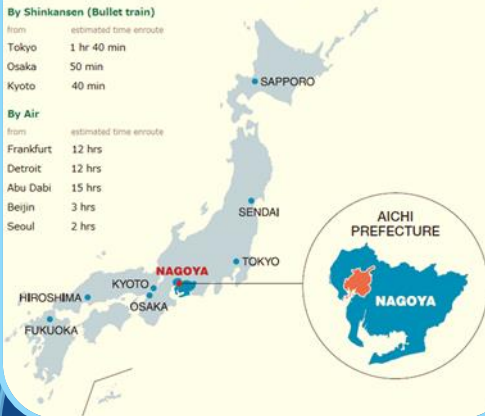 By Shinkansen (Bullet train)
from estimated time enroute
Tokyo 1 hr 40 min
Osaka 50 min
Kyoto 40 min
By Air
from estimated time enroute
Frankfurt 12 hrs
Detroit 12 hrs
Abu Dabi 15 hrs
Beijin 3 hrs
Seoul 2 hrs
SAPPORO
SENDAI
TOKYO
NAGOYA
KYOTO
OSAKA
HIROSHIMA
FUKUOKA
AICHI
PREFECTURE
NAGOYA